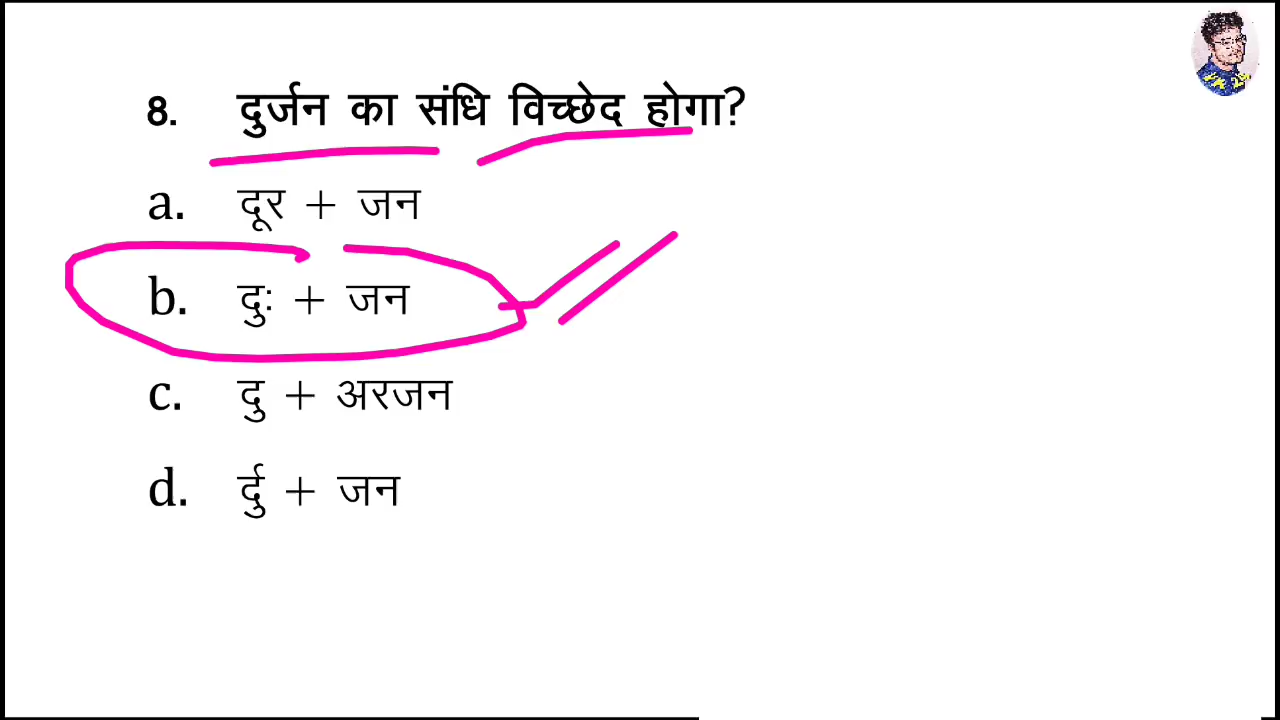 8. दुर्जन का संधि विच्छेद होगा?
a. दूर + जन
b. दुः + जन
c. दु + अरजन
d. र्दु + जन